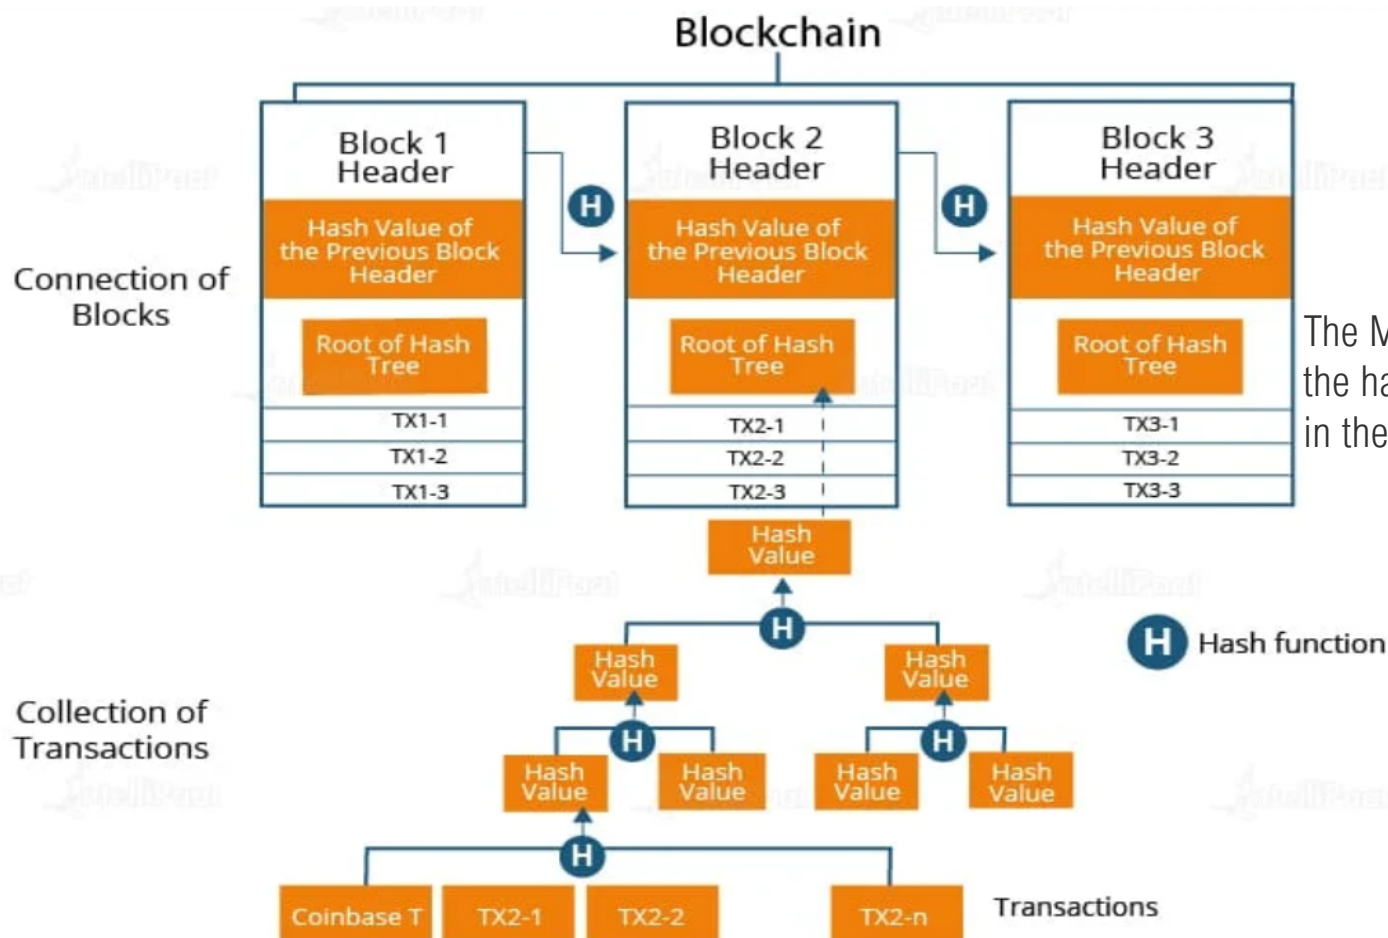 Blockchain
Block 1
Header
Block 2
Header
Block 3
Header
H
H
Hash Value of
the Previous Block
Header
Hash Value of
the Previous Block
Header
Hash Value of
the Previous Block
Header
Connection of
Blocks
Root of Hash
Tree
Root of Hash
Tree
Root of Hash
Tree
The
the
in the
TX1-1
TX1-2
TX1-3
TX2-1
TX2-2
TX2-3
TX3-1
TX3-2
TX3-3
Hash
Value
H
H Hash function
Hash
Value
Hash
Value
Collection of
Transactions
H
H
Hash
Value
Hash
Value
Hash
Value
Hash
Value
H
Coinbase T
TX2-1
TX2-2
TX2-n
Transactions